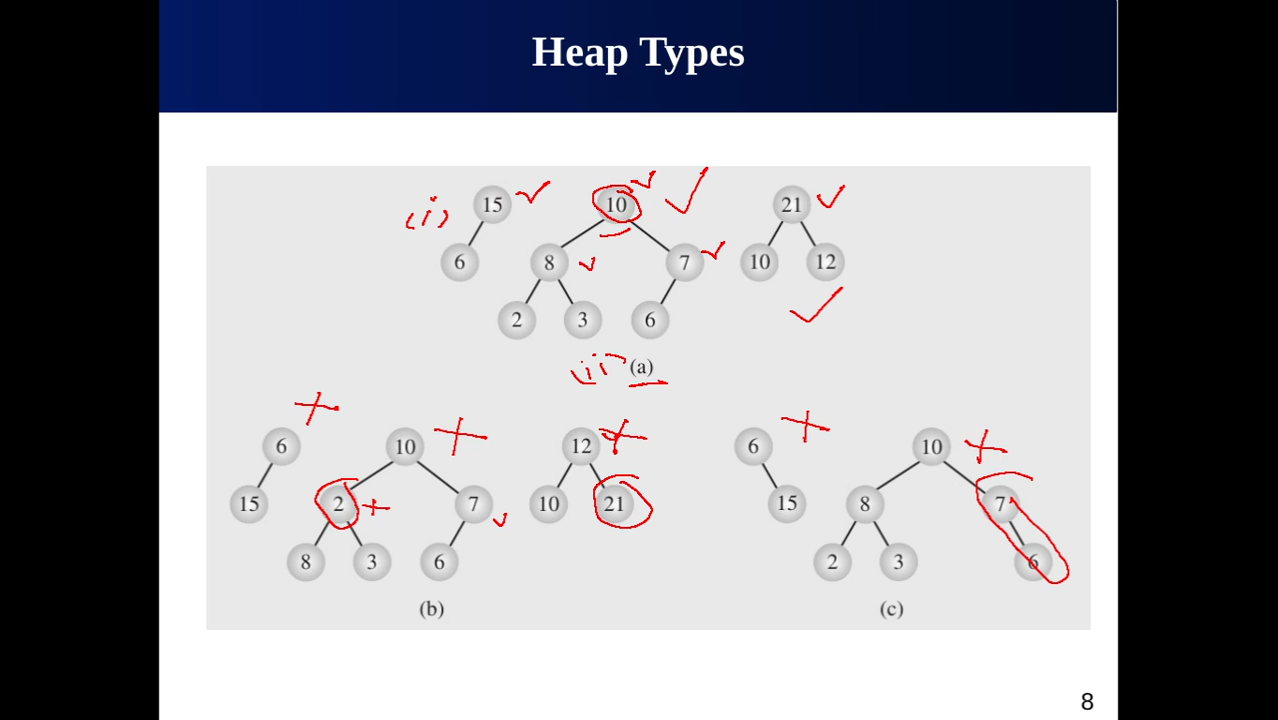 Heap Types
(i) 15 10 21
6 8 7 10 12
2 3 6
(ii) (a)
6 10 12 6 10
15 2 7 10 21 15 8 7
8 3 6 2 3 6
(b) (c)
8